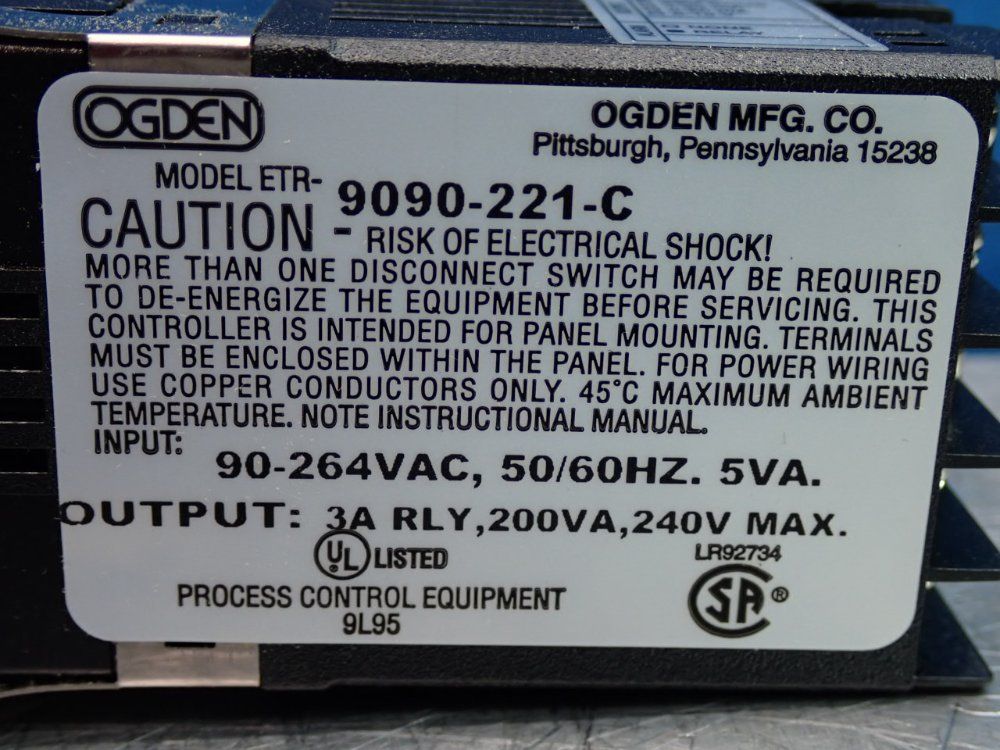 OGDEN
OGDEN MFG. CO.
Pittsburgh, Pennsylvania 15238
MODEL ETR- 9090-221-C
CAUTION - RISK OF ELECTRICAL SHOCK!
MORE THAN ONE DISCONNECT SWITCH MAY BE REQUIRED
TO DE-ENERGIZE THE EQUIPMENT BEFORE SERVICING. THIS
CONTROLLER IS INTENDED FOR PANEL MOUNTING. TERMINALS
MUST BE ENCLOSED WITHIN THE PANEL. FOR POWER WIRING
USE COPPER CONDUCTORS ONLY. 45°C MAXIMUM AMBIENT
TEMPERATURE. NOTE INSTRUCTIONAL MANUAL.
INPUT:
90-264VAC, 50/60HZ. 5VA.
OUTPUT: 3A RLY,200VA,240V MAX.
UL LISTED
LR92734
PROCESS CONTROL EQUIPMENT
SA ®
9L95